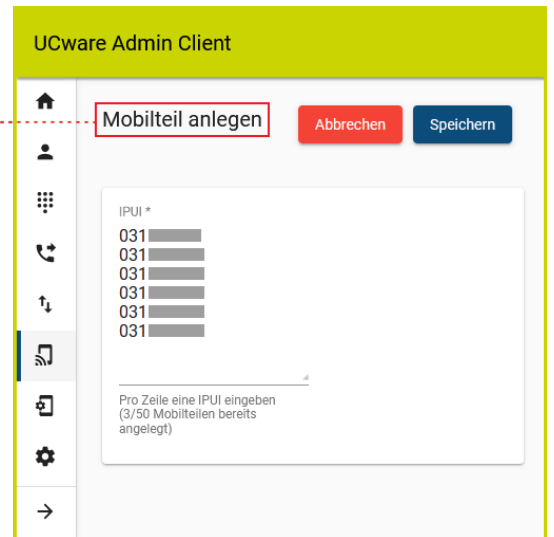 UCware Admin Client
Mobilteil anlegen
Abbrechen
Speichern
IPUI *
031
031
031
031
031
031
Pro Zeile eine IPUI eingeben
(3/50 Mobilteilen bereits
angelegt)